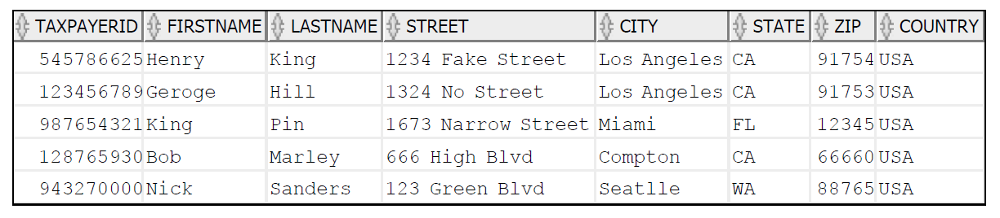 TAXPAYERID FIRSTNAME LASTNAME STREET CITY STATE ZIP COUNTRY
545786625 Henry King 1234 Fake Street Los Angeles CA 91754 USA
123456789 Geroge Hill 1324 No Street Los Angeles CA 91753 USA
987654321 King Pin 1673 Narrow Street Miami FL 12345 USA
128765930 Bob Marley 666 High Blvd Compton CA 66660 USA
943270000 Nick Sanders 123 Green Blvd Seatlle WA 88765 USA